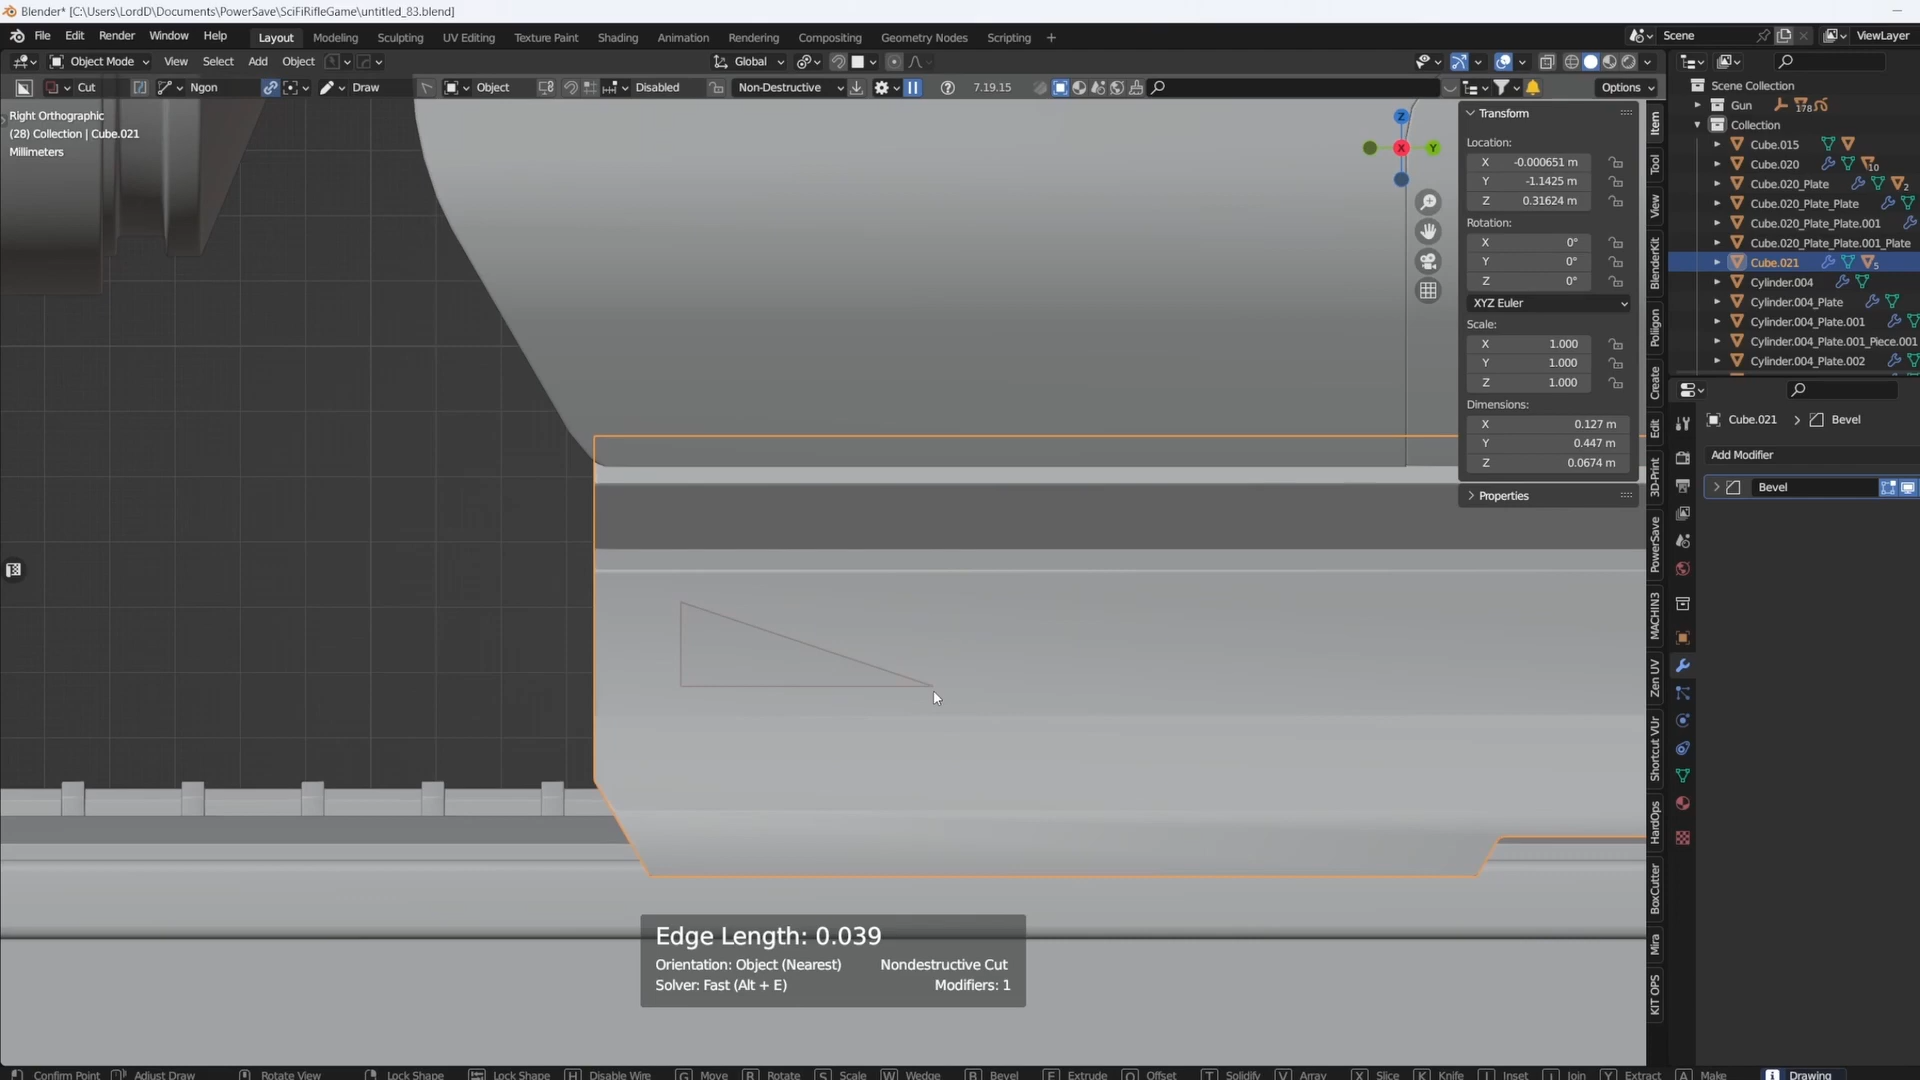 Blender* [C:\Users\LordD\Documents\PowerSave\SciFiRifleGame\untitled_83.blend]
File Edit Render Window Help Layout Modeling Sculpting UV Editing Texture Paint Shading Animation Rendering Compositing Geometry Nodes Scripting + Scene ViewLayer
Object Mode View Select Add Object Global
Cut Ngon Draw Object Disabled Non-Destructive 7.19.15 Options
Right Orthographic
(28) Collection | Cube.021
Millimeters
Z
X
Y
Transform
Location:
X -0.000651 m
Y -1.1425 m
Z 0.31624 m
Rotation:
X 0°
Y 0°
Z 0°
XYZ Euler
Scale:
X 1.000
Y 1.000
Z 1.000
Dimensions:
X 0.127 m
Y 0.447 m
Z 0.0674 m
Properties
Item
Tool
View
BlenderKit
Poliigon
Create
Edit
3D-Print
PowerSave
MACHIN3
Zen UV
Shortcut VUr
HardOps
BoxCutter
Mira
KIT OPS
Scene Collection
Gun 178
Collection
Cube.015
Cube.020 10
Cube.020_Plate 2
Cube.020_Plate_Plate
Cube.020_Plate_Plate.001
Cube.020_Plate_Plate.001_Plate
Cube.021 5
Cylinder.004
Cylinder.004_Plate
Cylinder.004_Plate.001
Cylinder.004_Plate.001_Piece.001
Cylinder.004_Plate.002
Cube.021 > Bevel
Add Modifier
Bevel
Edge Length: 0.039
Orientation: Object (Nearest) Nondestructive Cut
Solver: Fast (Alt + E) Modifiers: 1
Confirm Point Adjust Draw Rotate View Lock Shape Lock Shape H Disable Wire G Move R Rotate S Scale W Wedge B Bevel E Extrude O Offset T Solidify V Array X Slice K Knife I Inset J Join Y Extract A Make Drawing